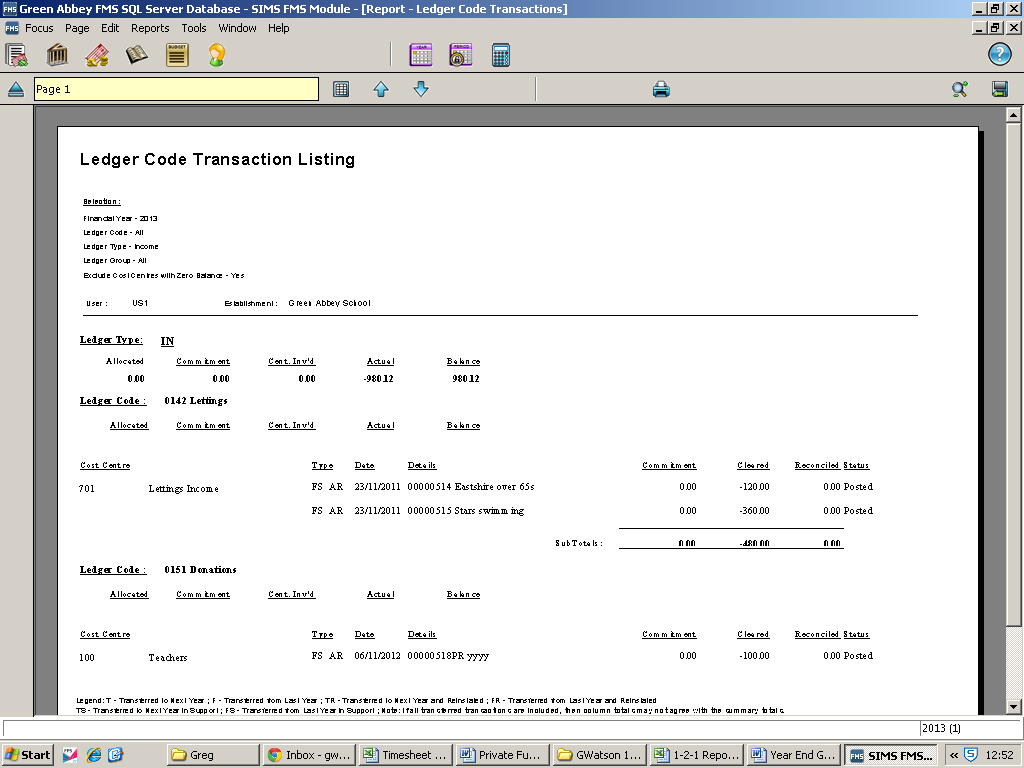 Green Abbey FMS SQL Server Database - SIMS FMS Module - [Report - Ledger Code Transactions]
FMS Focus Page Edit Reports Tools Window Help
BUDGET YEAR PERIOD
Page 1
Ledger Code Transaction Listing
Selection :
Financial Year - 2013
Ledger Code - All
Ledger Type - Income
Ledger Group - All
Exclude Cost Centres with Zero Balance - Yes
User : US1 Establishment : Green Abbey School
Ledger Type: IN
Allocated Commitment Cent. Inv'd Actual Balance
0.00 0.00 0.00 -980.12 980.12
Ledger Code : 0142 Lettings
Allocated Commitment Cent. Inv'd Actual Balance
Cost Centre Type Date Details Commitment Cleared Reconciled Status
701 Lettings Income FS AR 23/11/2011 00000514 Eastshire over 65s 0.00 -120.00 0.00 Posted
FS AR 23/11/2011 00000515 Stars swimming 0.00 -360.00 0.00 Posted
Sub Totals : 0.00 -480.00 0.00
Ledger Code : 0151 Donations
Allocated Commitment Cent. Inv'd Actual Balance
Cost Centre Type Date Details Commitment Cleared Reconciled Status
100 Teachers FS AR 06/11/2012 00000518PR yyyy 0.00 -100.00 0.00 Posted
Legend: T - Transferred to Next Year ; F - Transferred from Last Year ; TR - Transferred to Next Year and Reinstated ; FR - Transferred from Last Year and Reinstated
TS - Transferred to Next Year in Support ; FS - Transferred from Last Year in Support ; Note: If all transferred transactions are included, then column totals may not agree with the summary totals.
2013 (1)
Start Greg Inbox - gw... Timesheet ... Private Fu... GWatson 1... 1-2-1 Repo... Year End G... FMS SIMS FMS... « 12:52